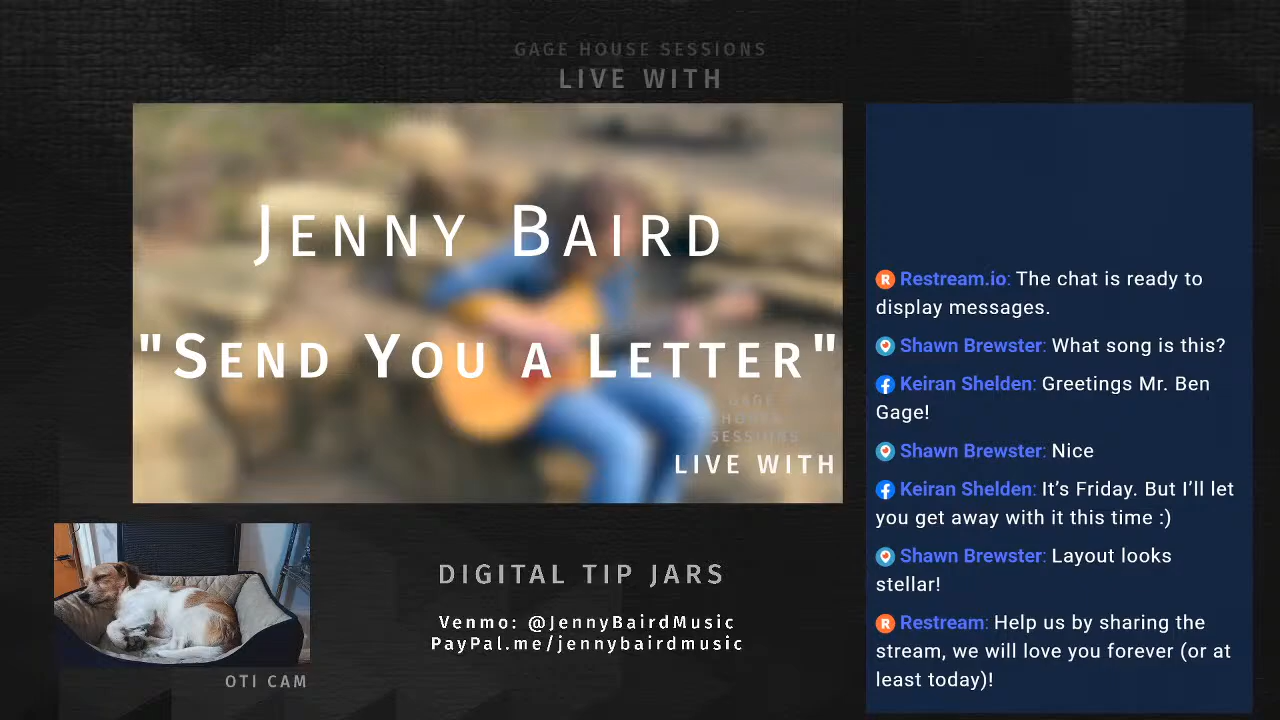 GAGE HOUSE SESSIONS
LIVE WITH
JENNY BAIRD
"SEND YOU A LETTER"
GAGE
HOUSE
SESSIONS
LIVE WITH
Restream.io: The chat is ready to
display messages.
Shawn Brewster: What song is this?
Keiran Shelden: Greetings Mr. Ben
Gage!
Shawn Brewster: Nice
Keiran Shelden: It’s Friday. But I’ll let
you get away with it this time :)
Shawn Brewster: Layout looks
stellar!
Restream: Help us by sharing the
stream, we will love you forever (or at
least today)!
OTI CAM
DIGITAL TIP JARS
Venmo: @JennyBairdMusic
PayPal.me/jennybairdmusic